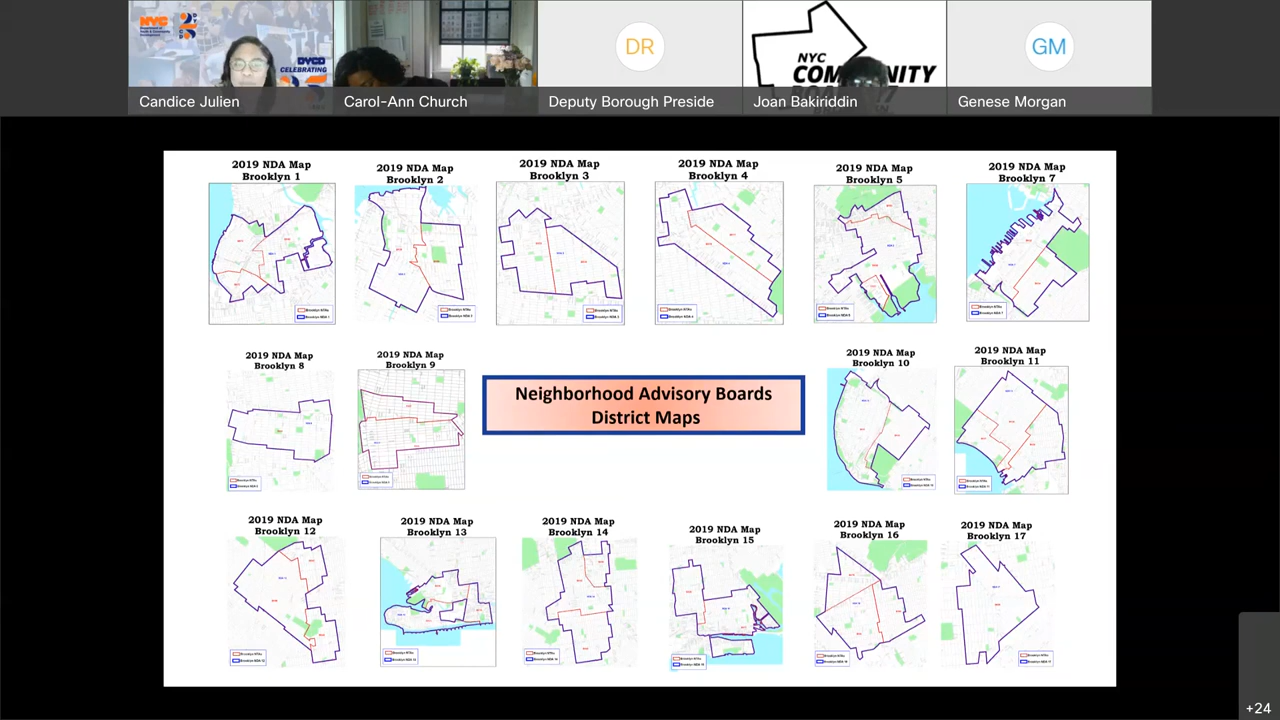 NYC
DYCD
CELEBRATING
DR
NYC
GM
Candice Julien
Carol-Ann Church
Deputy Borough Preside
Joan Bakiriddin
Genese Morgan
2019 NDA Map
Brooklyn 1
2019 NDA Map
Brooklyn 2
2019 NDA Map
Brooklyn 3
2019 NDA Map
Brooklyn 4
2019 NDA Map
Brooklyn 5
2019 NDA Map
Brooklyn 7
2019 NDA Map
Brooklyn 8
2019 NDA Map
Brooklyn 9
Neighborhood Advisory Boards
District Maps
2019 NDA Map
Brooklyn 10
2019 NDA Map
Brooklyn 11
2019 NDA Map
Brooklyn 12
2019 NDA Map
Brooklyn 13
2019 NDA Map
Brooklyn 14
2019 NDA Map
Brooklyn 15
2019 NDA Map
Brooklyn 16
2019 NDA Map
Brooklyn 17
+24